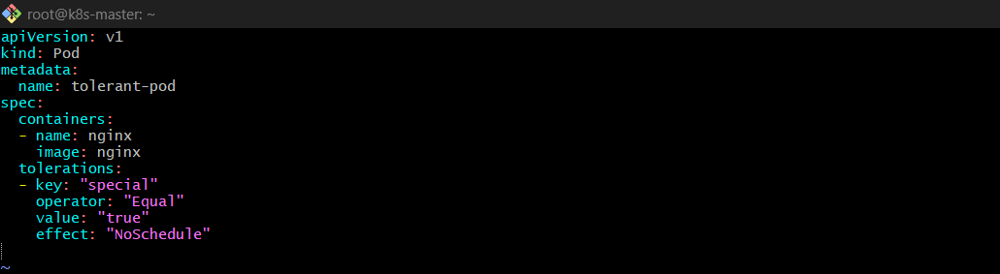 root@k8s-master: ~
apiVersion: v1
kind: Pod
metadata:
  name: tolerant-pod
spec:
  containers:
  - name: nginx
    image: nginx
  tolerations:
  - key: "special"
    operator: "Equal"
    value: "true"
    effect: "NoSchedule"
~